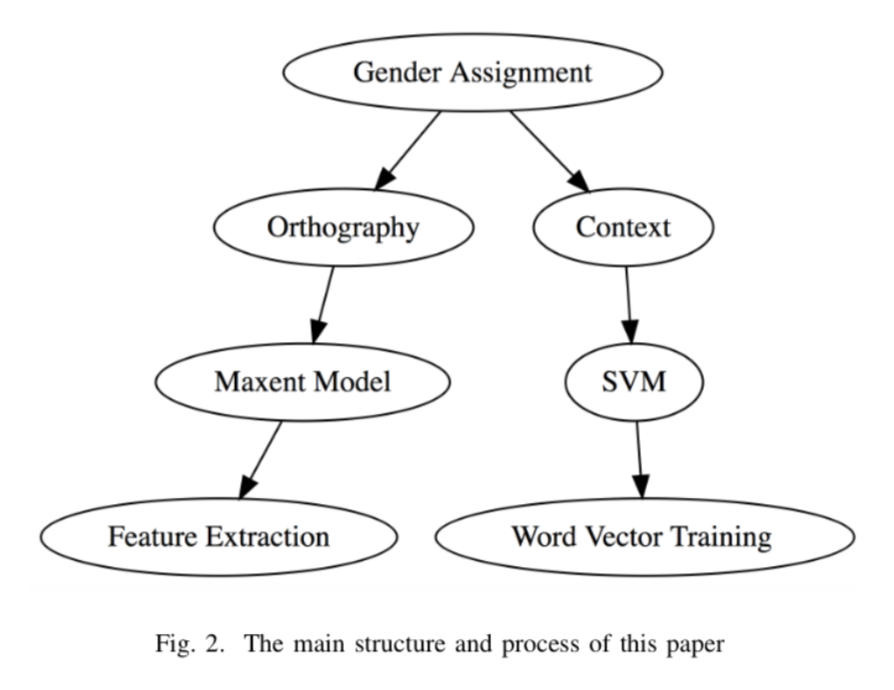 Gender Assignment
Orthography
Context
Maxent Model
SVM
Feature Extraction
Word Vector Training
Fig. 2. The main structure and process of this paper